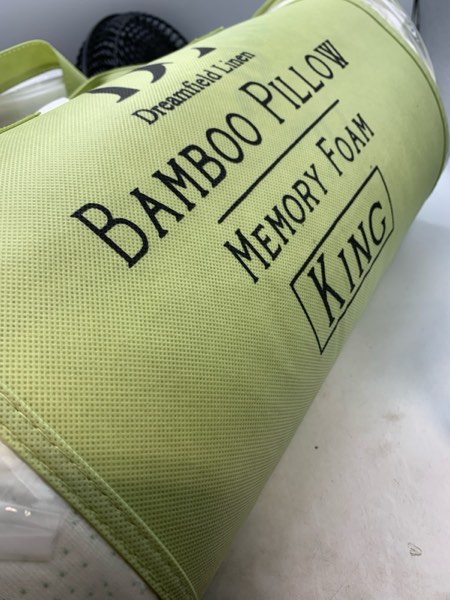 Dreamfield Linen
BAMBOO PILLOW
MEMORY FOAM
KING